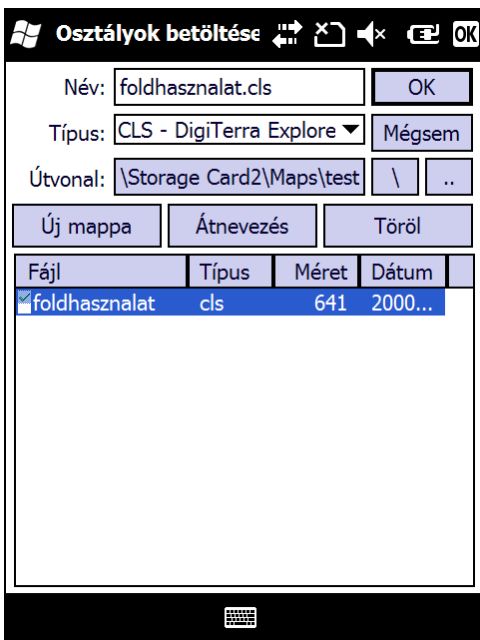 Osztályok betöltése OK
Név: foldhasznalat.cls OK
Típus: CLS - DigiTerra Explore Mégsem
Útvonal: \Storage Card2\Maps\test \ ..
Új mappa Átnevezés Töröl
Fájl Típus Méret Dátum
foldhasznalat cls 641 2000...